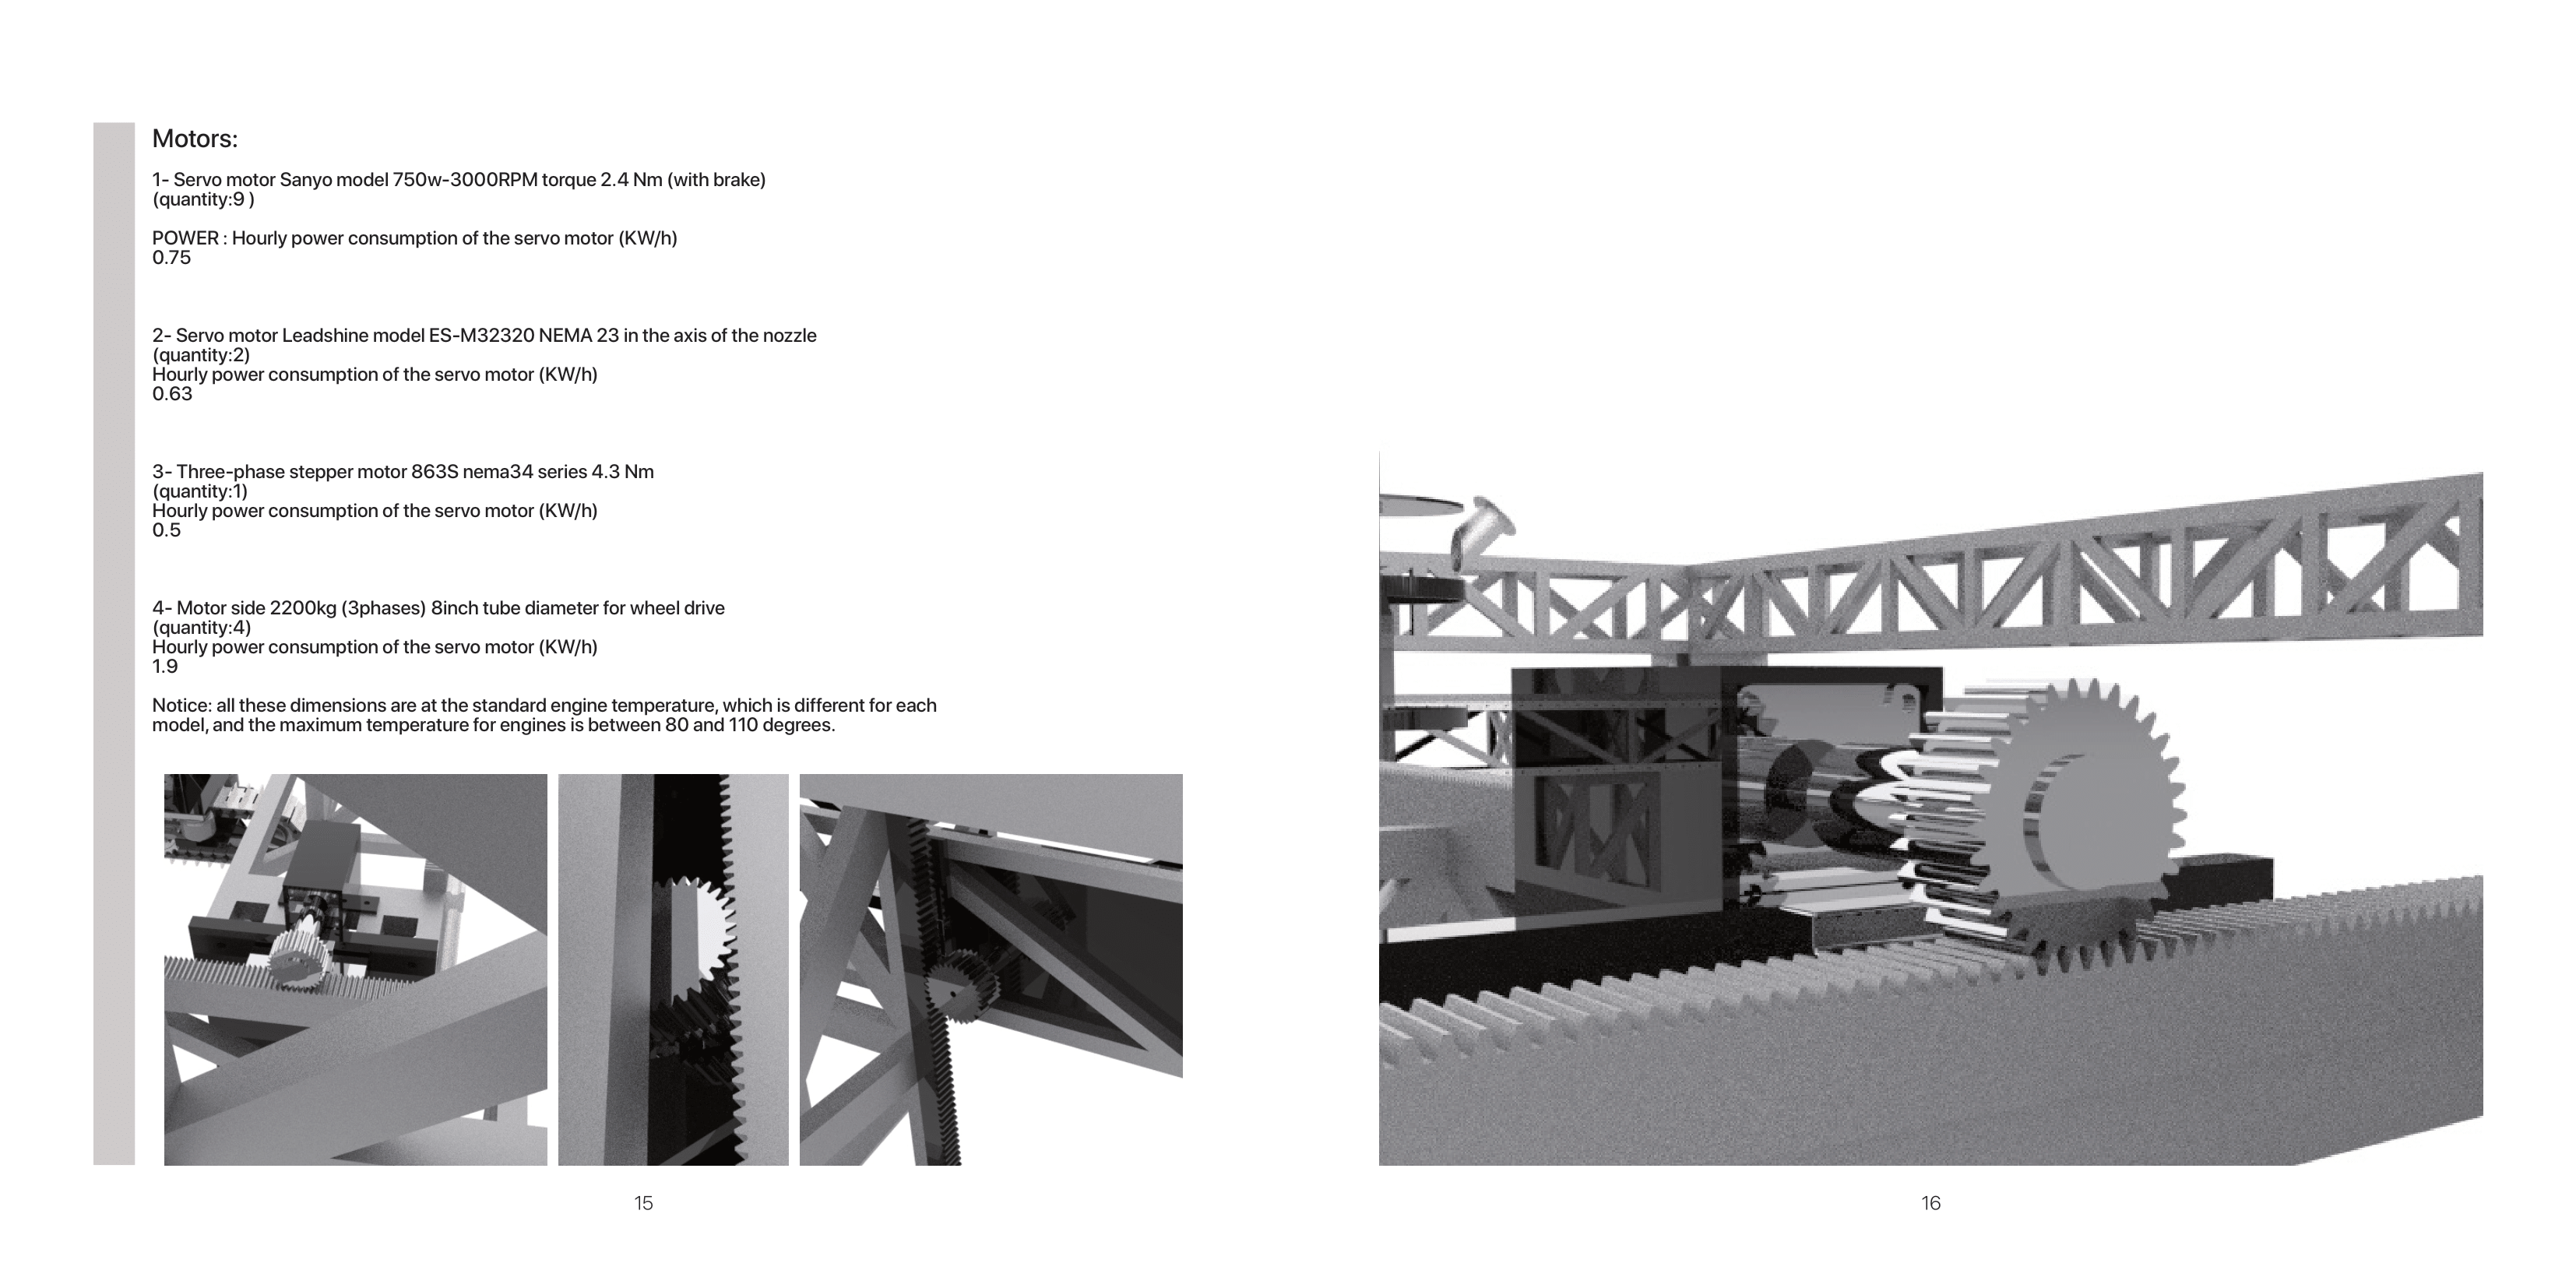 Motors:
1- Servo motor Sanyo model 750w-3000RPM torque 2.4 Nm (with brake)
(quantity:9 )
POWER : Hourly power consumption of the servo motor (KW/h)
0.75
2- Servo motor Leadshine model ES-M32320 NEMA 23 in the axis of the nozzle
(quantity:2)
Hourly power consumption of the servo motor (KW/h)
0.63
3- Three-phase stepper motor 863S nema34 series 4.3 Nm
(quantity:1)
Hourly power consumption of the servo motor (KW/h)
0.5
4- Motor side 2200kg (3phases) 8inch tube diameter for wheel drive
(quantity:4)
Hourly power consumption of the servo motor (KW/h)
1.9
Notice: all these dimensions are at the standard engine temperature, which is different for each
model, and the maximum temperature for engines is between 80 and 110 degrees.
15
16